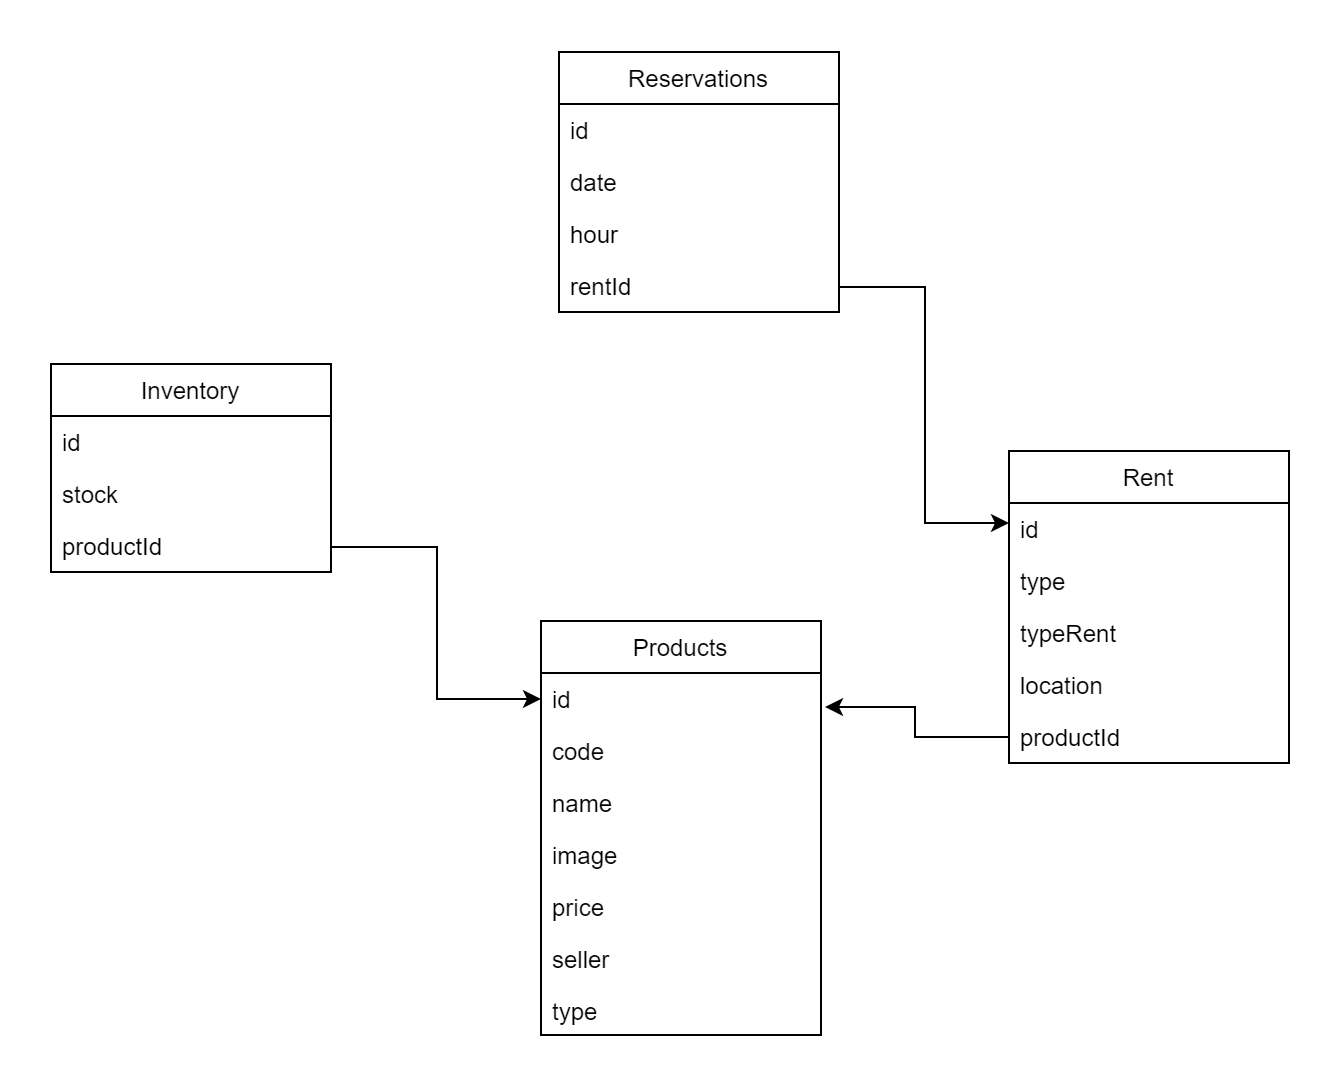 Reservations
id
date
hour
rentId
Inventory
id
stock
productId
Rent
id
type
typeRent
location
productId
Products
id
code
name
image
price
seller
type